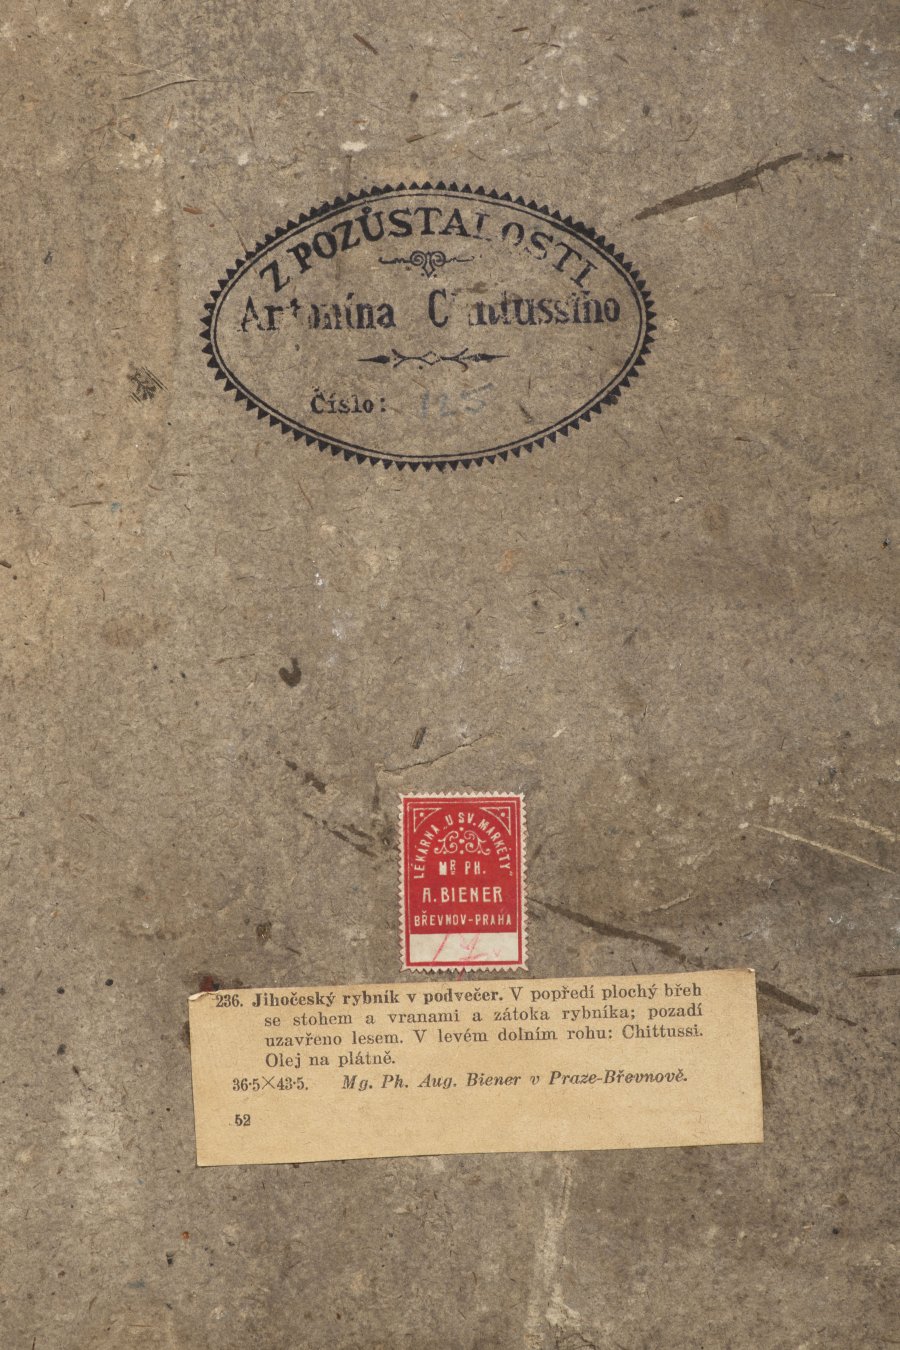 Z POZŮSTALOSTI
Antonína Chittussiho
Číslo: 125
LÉKÁRNA „U SV. MARKÉTY“
MR PH.
A. BIENER
BŘEVNOV-PRAHA
236. Jihočeský rybník v podvečer. V popředí plochý břeh
se stohem a vranami a zátoka rybníka; pozadí
uzavřeno lesem. V levém dolním rohu: Chittussi.
Olej na plátně.
36·5×43·5. Mg. Ph. Aug. Biener v Praze-Břevnově.
52